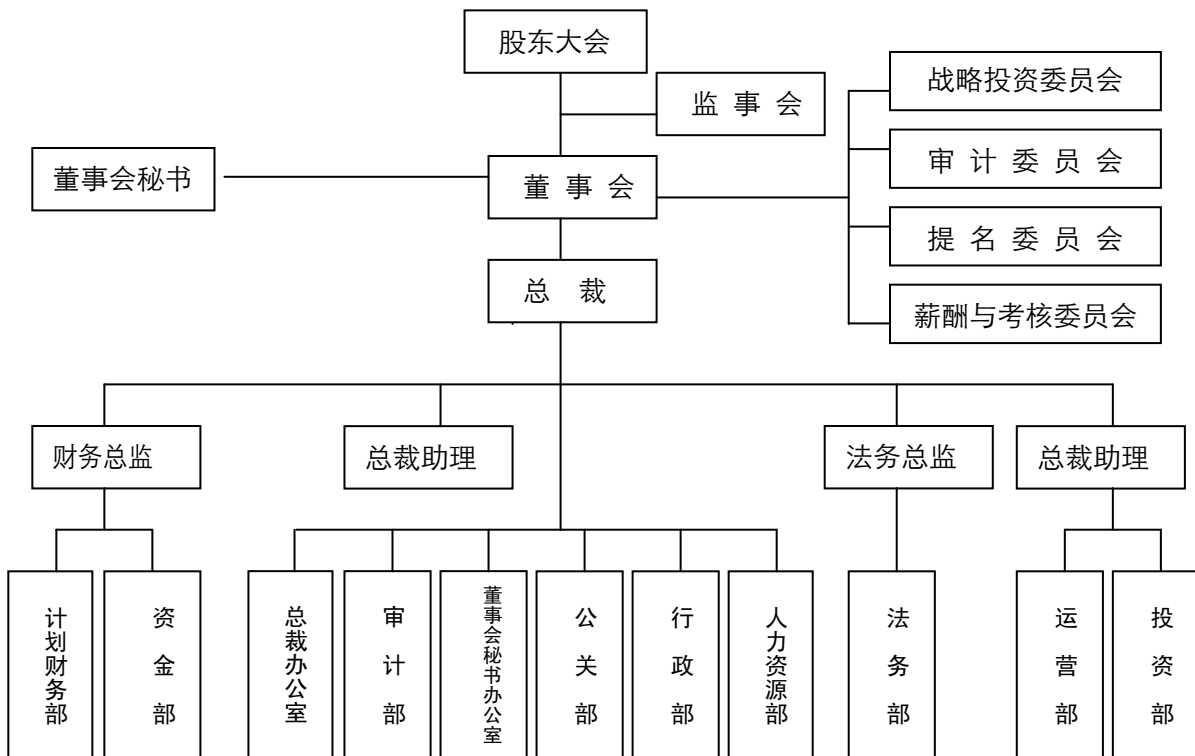 股东大会
监 事 会
战略投资委员会
审 计 委 员 会
董事会秘书
董 事 会
提 名 委 员 会
总 裁
薪酬与考核委员会
财务总监
总裁助理
法务总监
总裁助理
计划财务部
资金部
总裁办公室
审计部
董事会秘书办公室
公关部
行政部
人力资源部
法务部
运营部
投资部